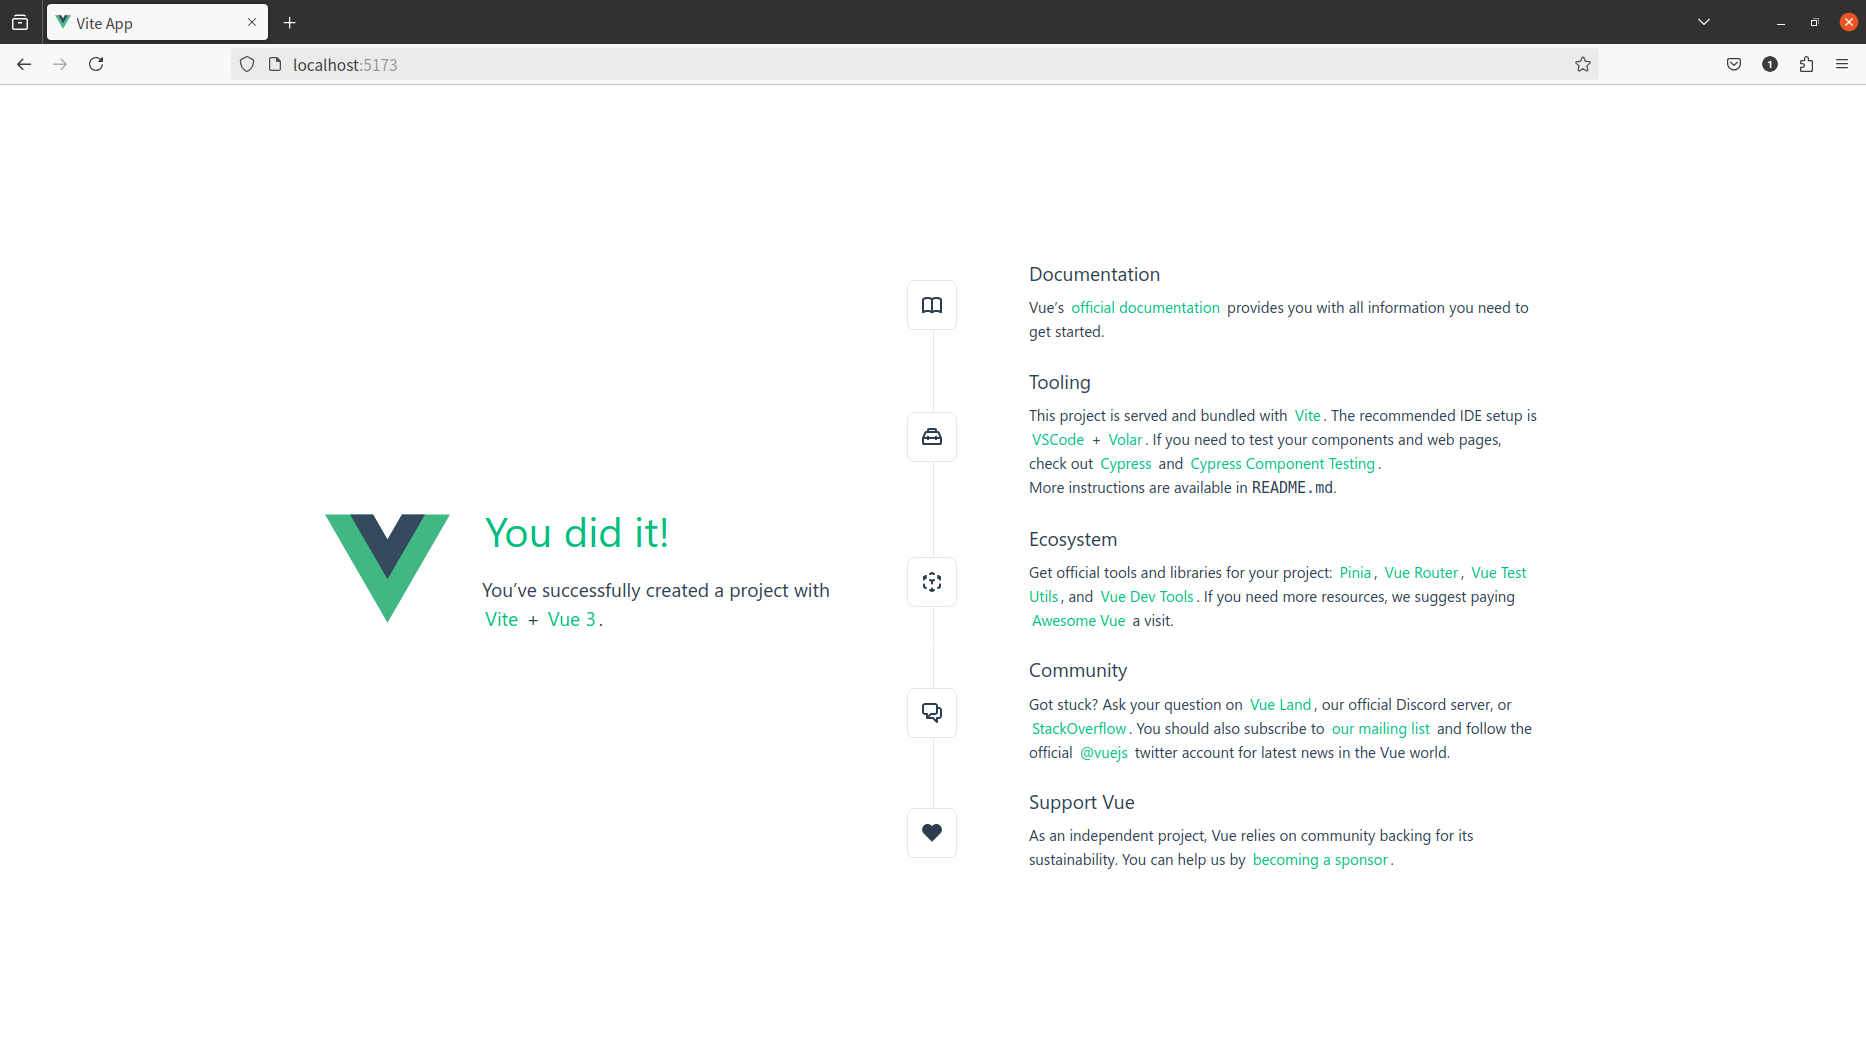 Vite App
localhost:5173
1
You did it!
You’ve successfully created a project with
Vite + Vue 3.
Documentation
Vue’s official documentation provides you with all information you need to
get started.
Tooling
This project is served and bundled with Vite. The recommended IDE setup is
VSCode + Volar. If you need to test your components and web pages,
check out Cypress and Cypress Component Testing.
More instructions are available in README.md.
Ecosystem
Get official tools and libraries for your project: Pinia, Vue Router, Vue Test
Utils, and Vue Dev Tools. If you need more resources, we suggest paying
Awesome Vue a visit.
Community
Got stuck? Ask your question on Vue Land, our official Discord server, or
StackOverflow. You should also subscribe to our mailing list and follow the
official @vuejs twitter account for latest news in the Vue world.
Support Vue
As an independent project, Vue relies on community backing for its
sustainability. You can help us by becoming a sponsor.